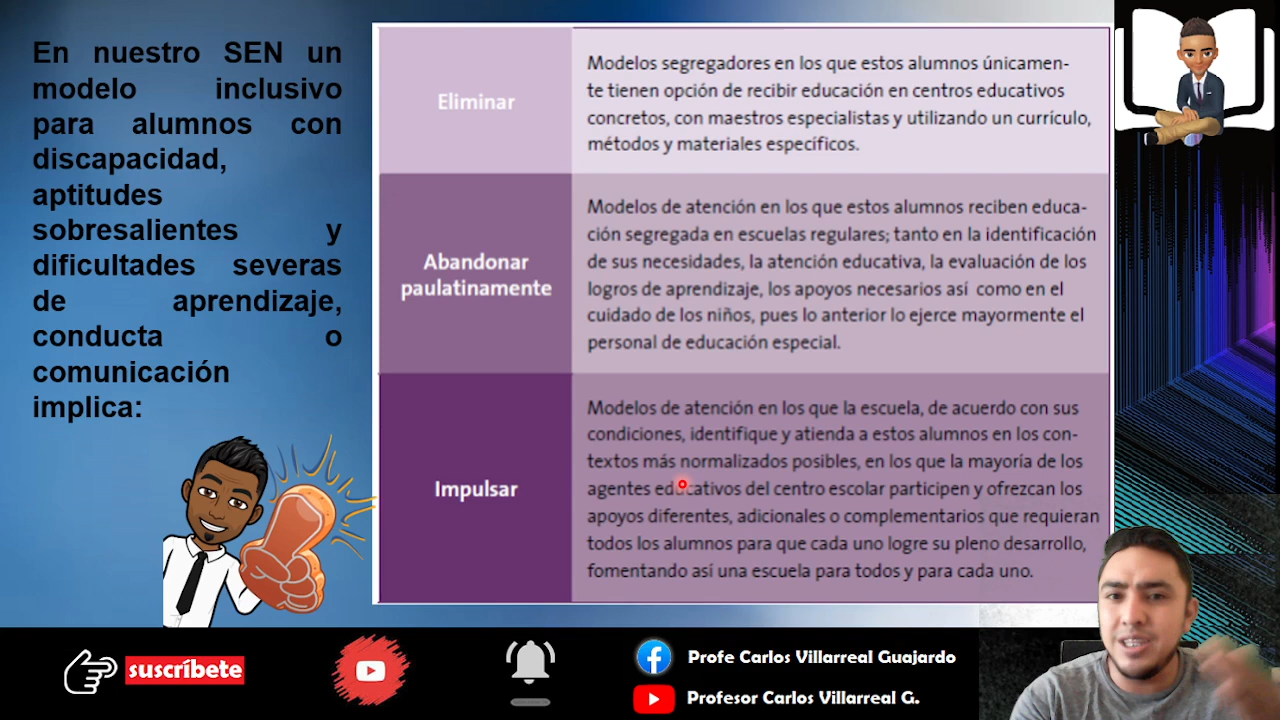 En nuestro SEN un
modelo inclusivo
para alumnos con
discapacidad,
aptitudes
sobresalientes y
dificultades severas
de aprendizaje,
conducta o
comunicación
implica:
Eliminar
Modelos segregadores en los que estos alumnos únicamen-
te tienen opción de recibir educación en centros educativos
concretos, con maestros especialistas y utilizando un currículo,
métodos y materiales específicos.
Abandonar
paulatinamente
Modelos de atención en los que estos alumnos reciben educa-
ción segregada en escuelas regulares; tanto en la identificación
de sus necesidades, la atención educativa, la evaluación de los
logros de aprendizaje, los apoyos necesarios así como en el
cuidado de los niños, pues lo anterior lo ejerce mayormente el
personal de educación especial.
Impulsar
Modelos de atención en los que la escuela, de acuerdo con sus
condiciones, identifique y atienda a estos alumnos en los con-
textos más normalizados posibles, en los que la mayoría de los
agentes educativos del centro escolar participen y ofrezcan los
apoyos diferentes, adicionales o complementarios que requieran
todos los alumnos para que cada uno logre su pleno desarrollo,
fomentando así una escuela para todos y para cada uno.
suscríbete
Profe Carlos Villarreal Guajardo
Profesor Carlos Villarreal G.